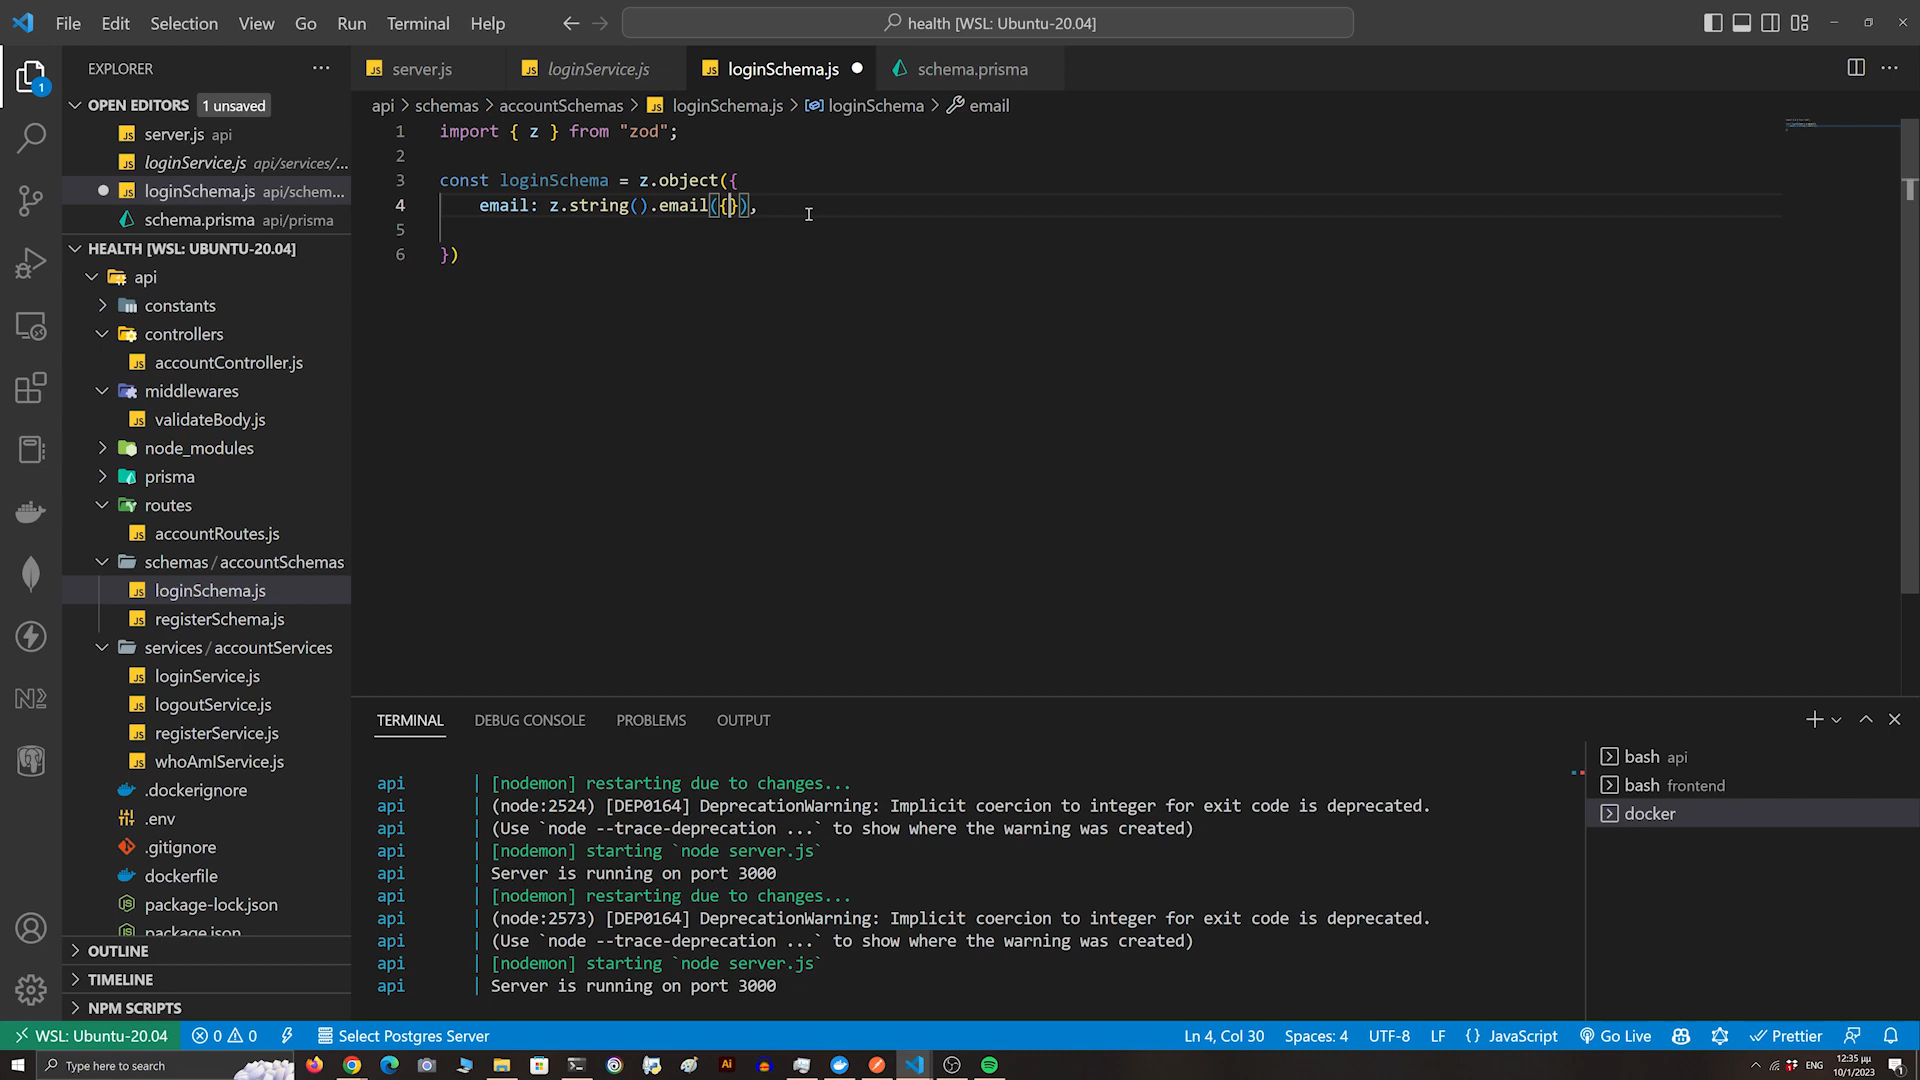 File Edit Selection View Go Run Terminal Help
health [WSL: Ubuntu-20.04]
EXPLORER
OPEN EDITORS 1 unsaved
server.js api
loginService.js api/services/...
loginSchema.js api/schem...
schema.prisma api/prisma
HEALTH [WSL: UBUNTU-20.04]
api
constants
controllers
accountController.js
middlewares
validateBody.js
node_modules
prisma
routes
accountRoutes.js
schemas / accountSchemas
loginSchema.js
registerSchema.js
services / accountServices
loginService.js
logoutService.js
registerService.js
whoAmIService.js
.dockerignore
.env
.gitignore
dockerfile
package-lock.json
package.json
OUTLINE
TIMELINE
NPM SCRIPTS
server.js loginService.js loginSchema.js schema.prisma
api > schemas > accountSchemas > loginSchema.js > loginSchema > email
1 import { z } from "zod";
2
3 const loginSchema = z.object({
4 email: z.string().email({}),
5
6 })
TERMINAL DEBUG CONSOLE PROBLEMS OUTPUT
api | [nodemon] restarting due to changes...
api | (node:2524) [DEP0164] DeprecationWarning: Implicit coercion to integer for exit code is deprecated.
api | (Use `node --trace-deprecation ...` to show where the warning was created)
api | [nodemon] starting `node server.js`
api | Server is running on port 3000
api | [nodemon] restarting due to changes...
api | (node:2573) [DEP0164] DeprecationWarning: Implicit coercion to integer for exit code is deprecated.
api | (Use `node --trace-deprecation ...` to show where the warning was created)
api | [nodemon] starting `node server.js`
api | Server is running on port 3000
bash api
bash frontend
docker
WSL: Ubuntu-20.04 0 0 Select Postgres Server Ln 4, Col 30 Spaces: 4 UTF-8 LF {} JavaScript Go Live Prettier
Type here to search
Ai
ENG
12:35 μμ
10/1/2023
1